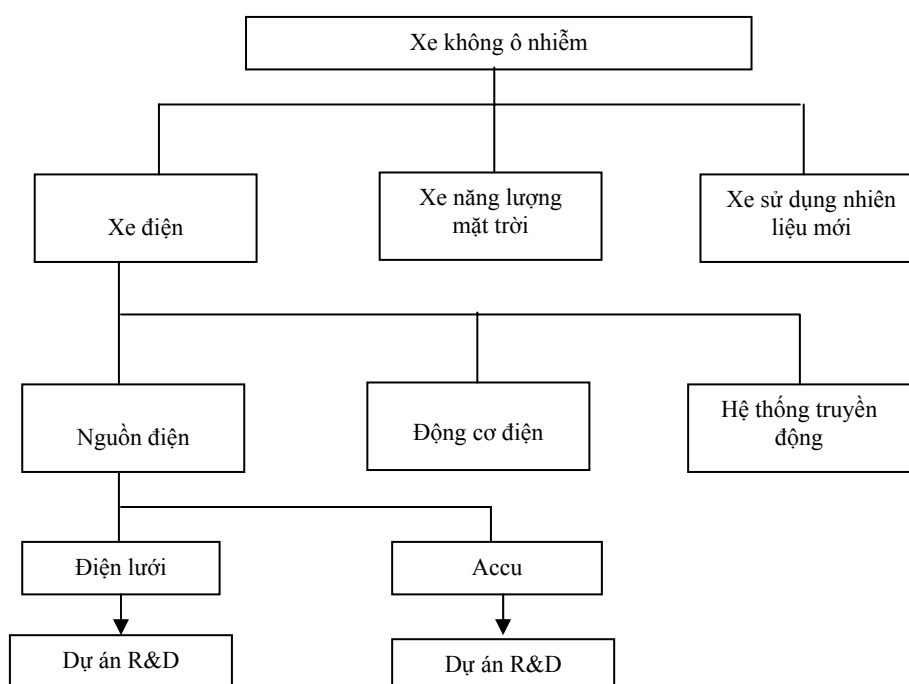 Xe không ô nhiễm
Xe điện
Xe năng lượng
mặt trời
Xe sử dụng nhiên
liệu mới
Nguồn điện
Động cơ điện
Hệ thống truyền
động
Điện lưới
Accu
Dự án R&D
Dự án R&D